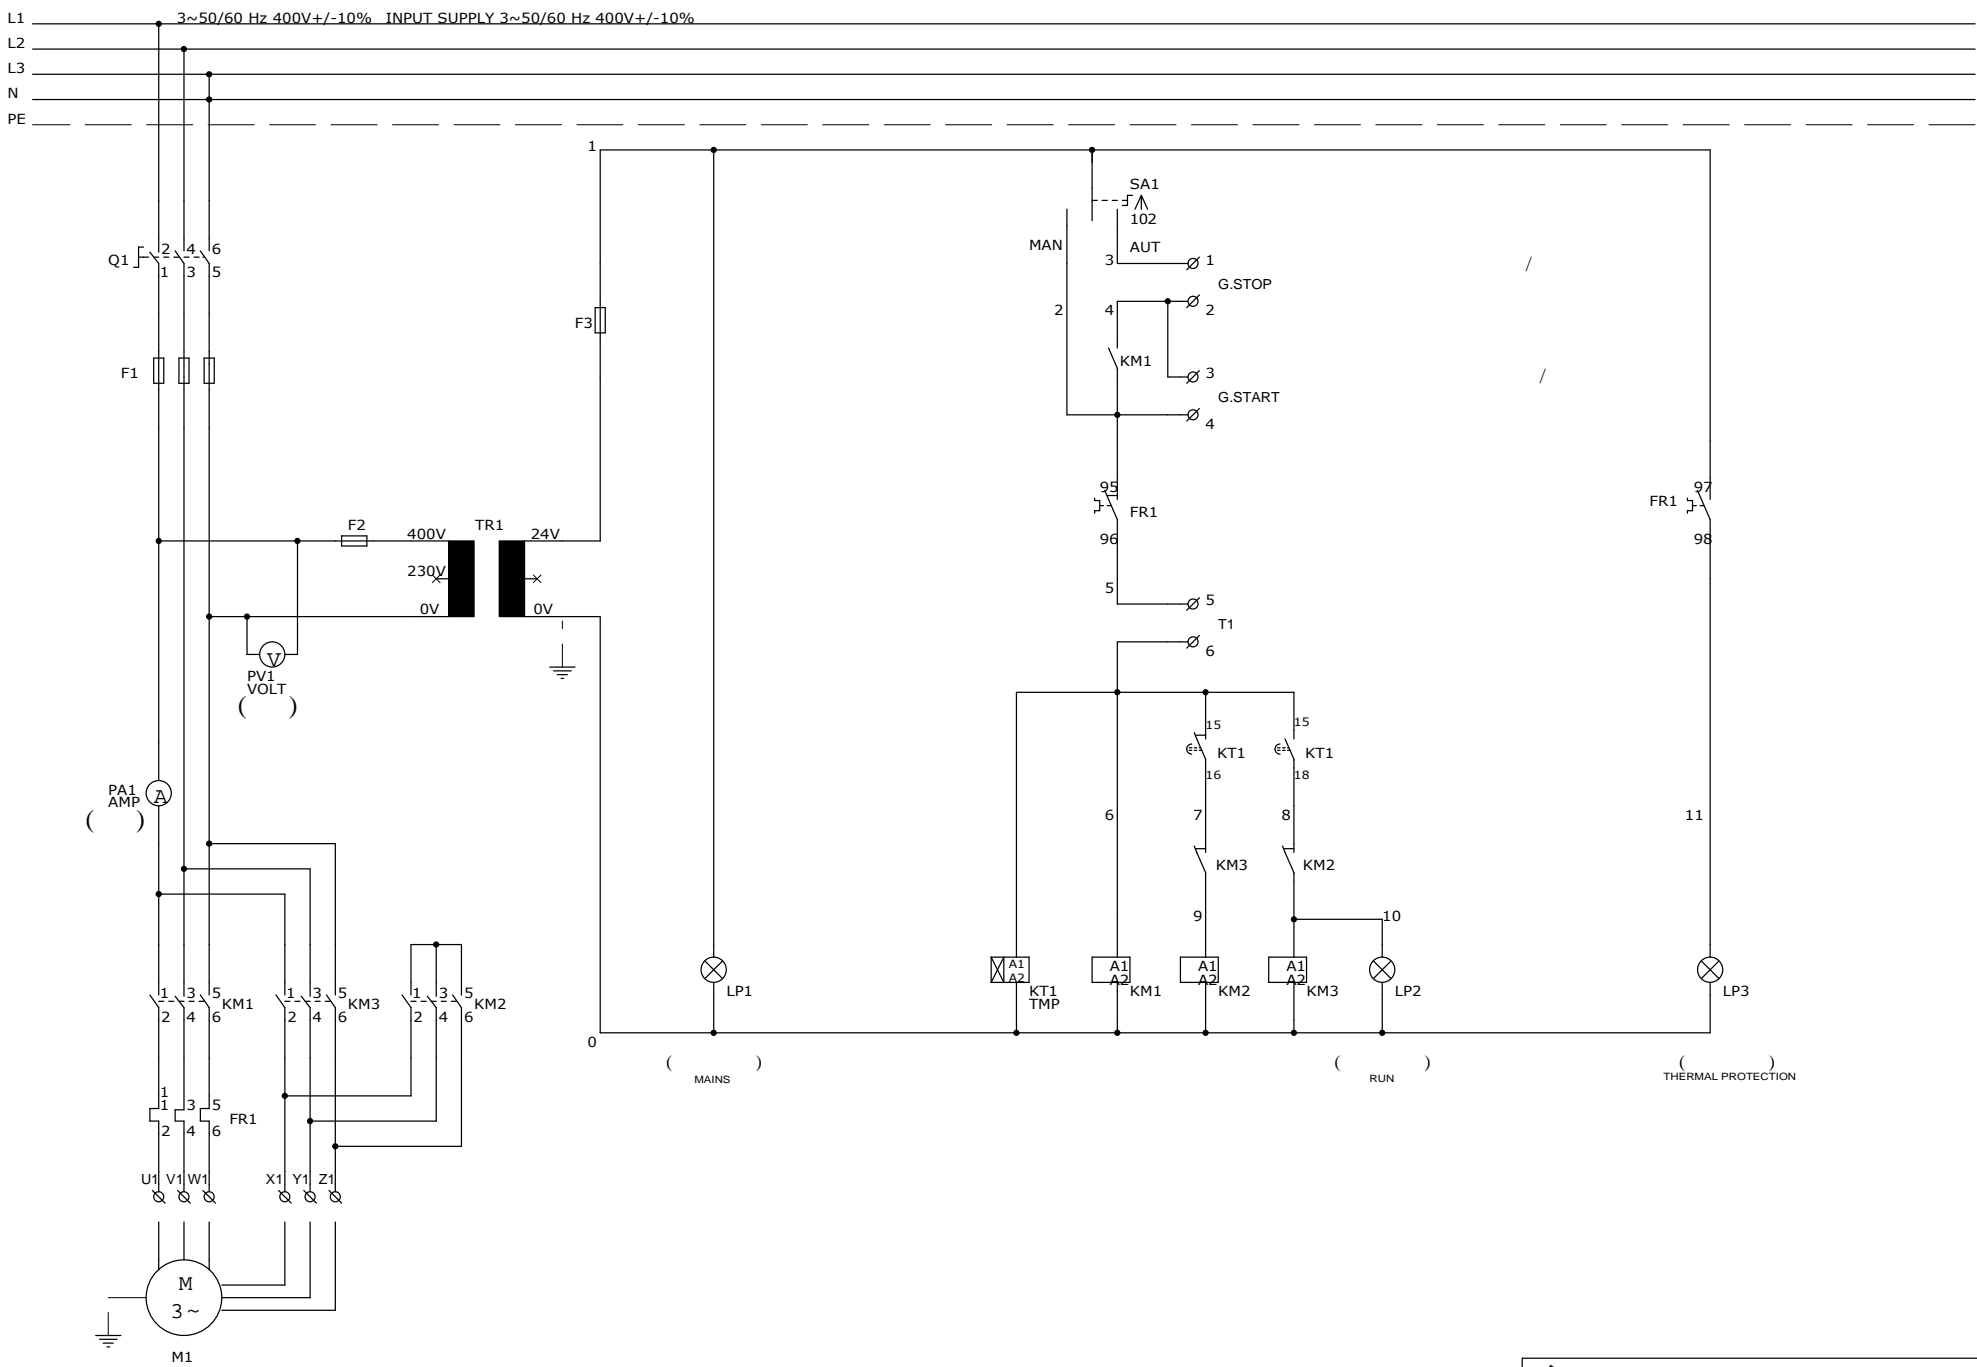 L1
3~50/60 Hz 400V+/-10% INPUT SUPPLY 3~50/60 Hz 400V+/-10%
L2
L3
N
PE
1
SA1
102
MAN
AUT
3
1
G.STOP
2
4
2
/
Q1
2 4 6
1 3 5
F3
F1
KM1
3
G.START
4
/
95
FR1
96
97
FR1
98
F2
400V
TR1
24V
230V
0V
0V
5
5
T1
6
V
PV1
VOLT
( )
15
KT1
16
15
KT1
18
PA1
AMP
A
( )
6
7
8
11
KM3
KM2
9
10
1 3 5
KM1
2 4 6
1 3 5
KM3
2 4 6
1 3 5
KM2
2 4 6
LP1
A1
A2
KT1
TMP
A1
A2
KM1
A1
A2
KM2
A1
A2
KM3
LP2
LP3
0
( )
MAINS
( )
RUN
( )
THERMAL PROTECTION
1
1 3 5
FR1
2 4 6
U1 V1 W1
X1 Y1 Z1
M
3~
M1